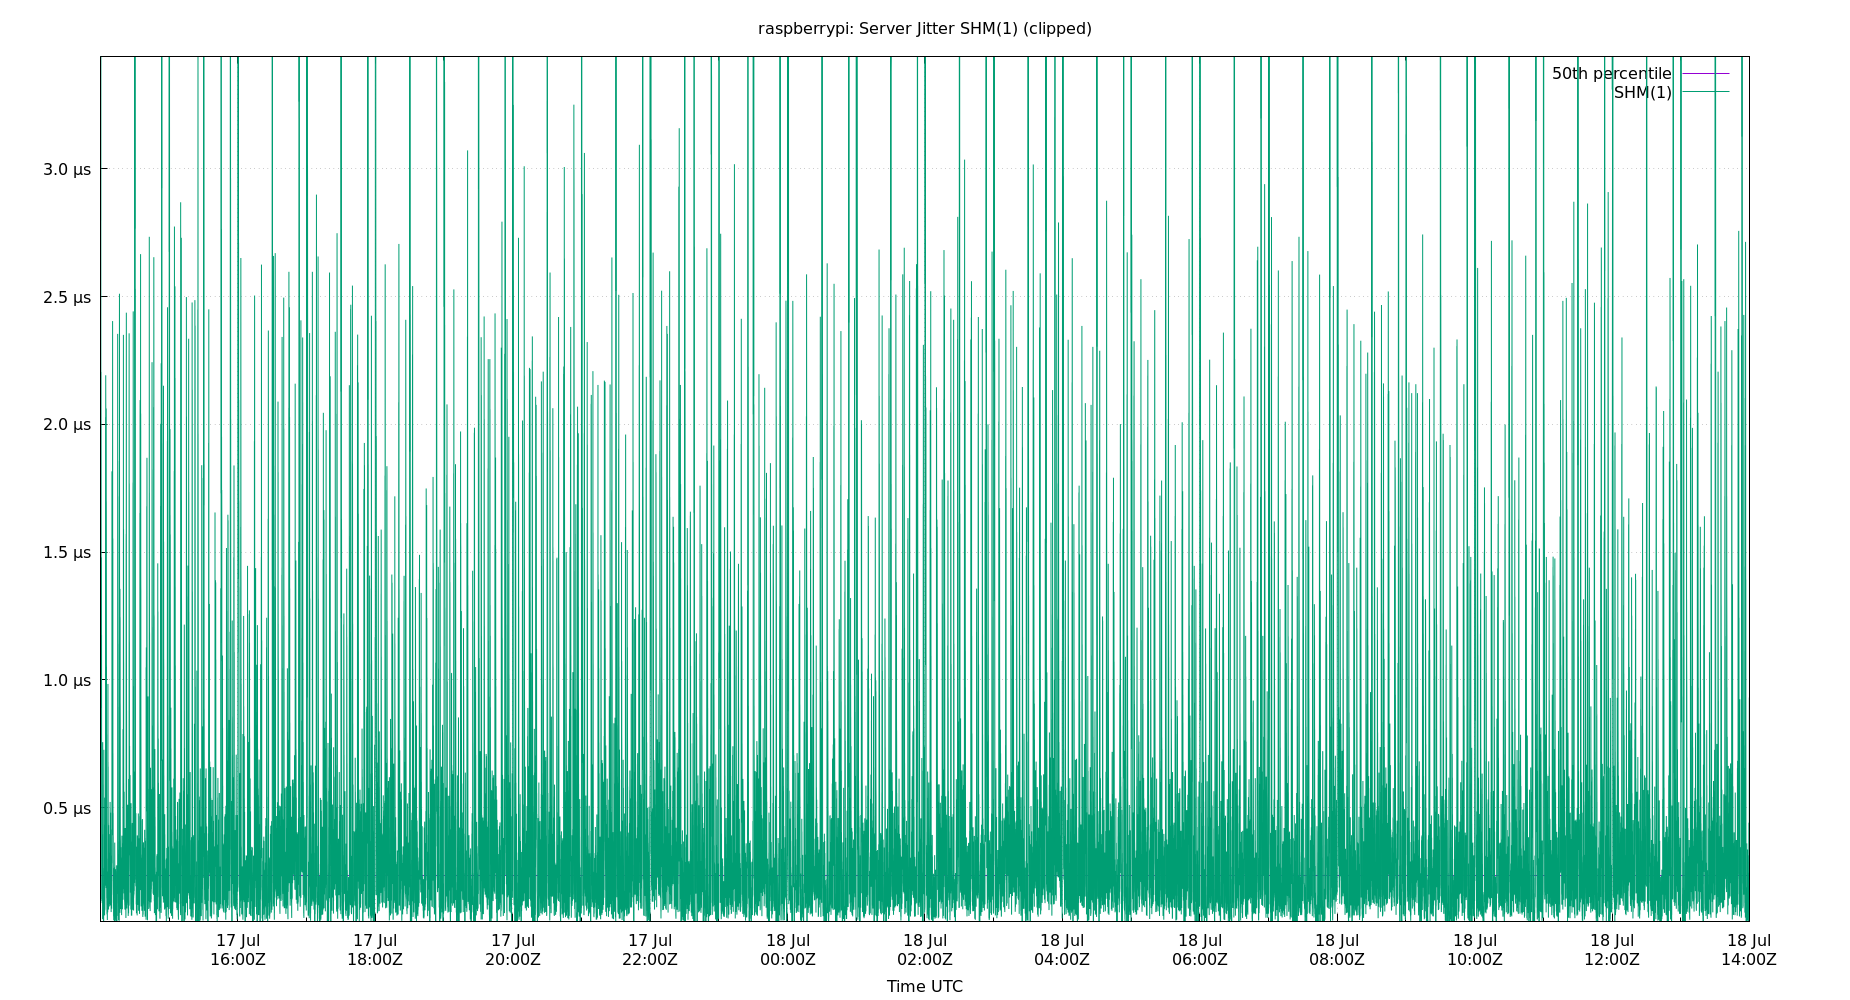 raspberrypi: Server Jitter SHM(1) (clipped)
50th percentile
SHM(1)
3.0 µs
2.5 µs
2.0 µs
1.5 µs
1.0 µs
0.5 µs
17 Jul 17 Jul 17 Jul 17 Jul 18 Jul 18 Jul 18 Jul 18 Jul 18 Jul 18 Jul 18 Jul 18 Jul
16:00Z 18:00Z 20:00Z 22:00Z 00:00Z 02:00Z 04:00Z 06:00Z 08:00Z 10:00Z 12:00Z 14:00Z
Time UTC